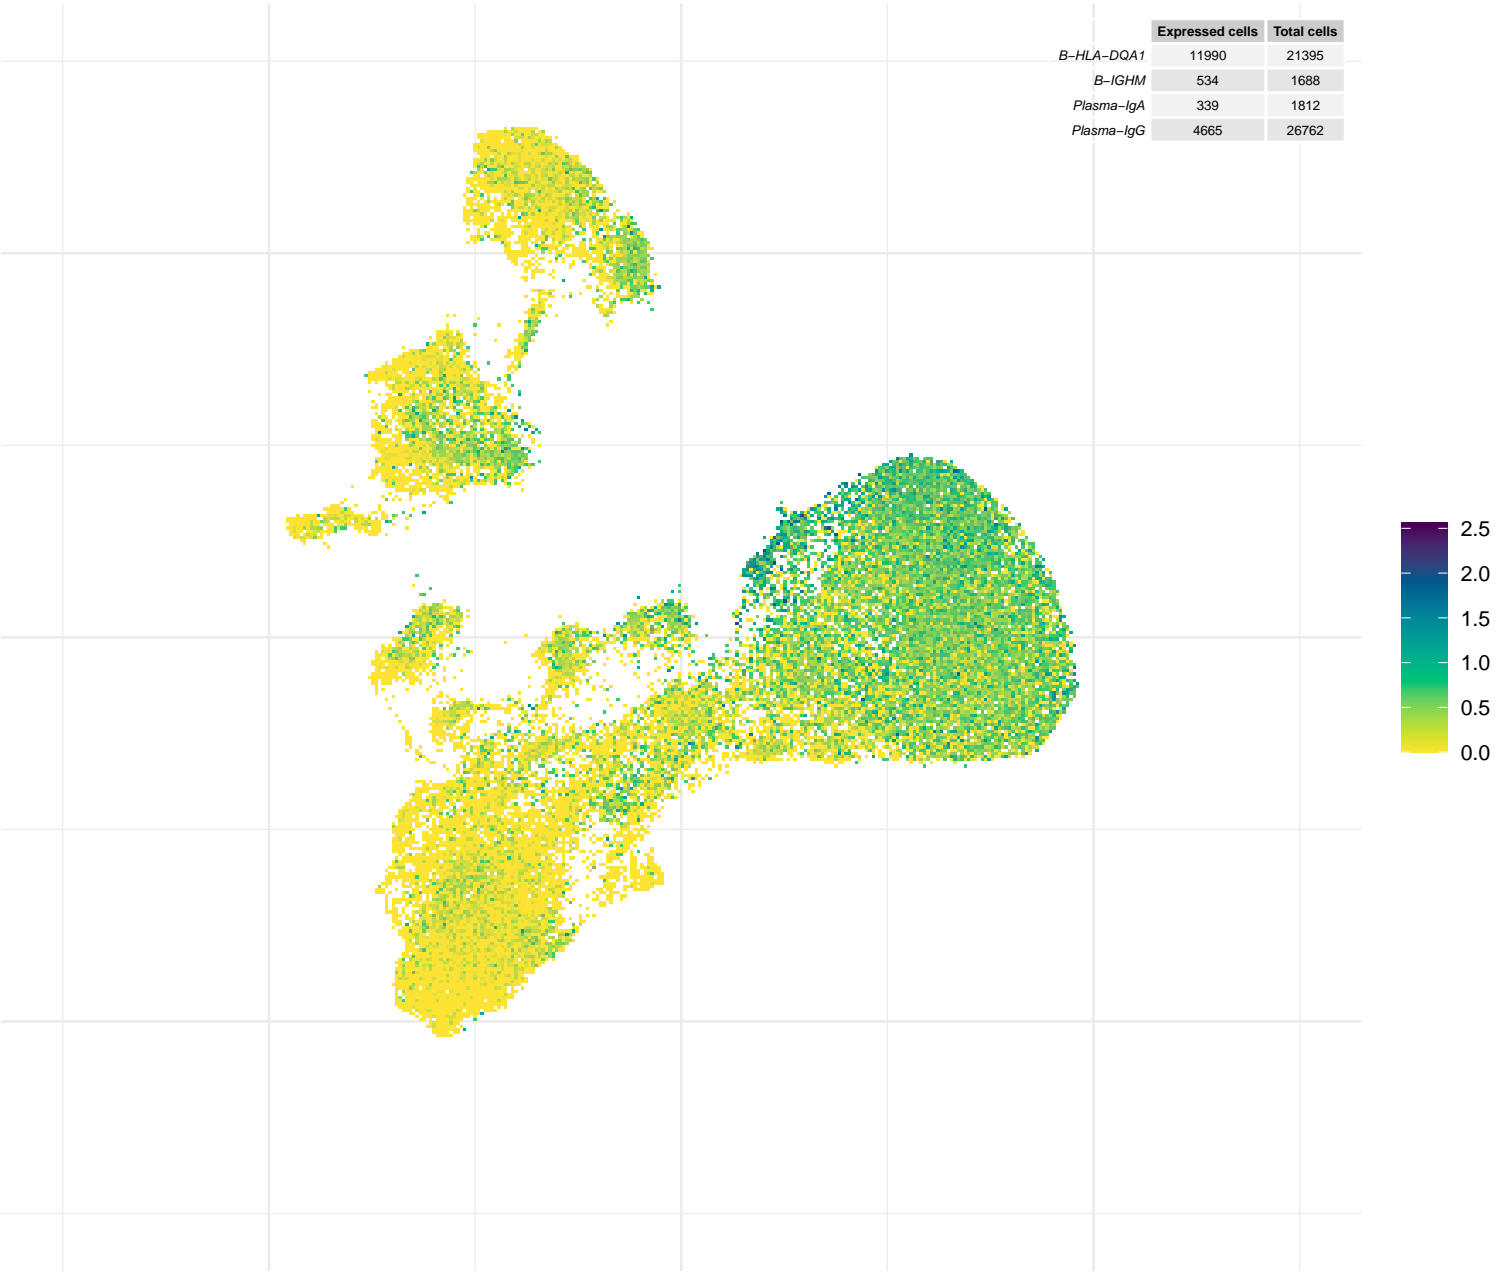 Expressed cells Total cells
B−HLA−DQA1 11990 21395
B−IGHM 534 1688
Plasma−IgA 339 1812
Plasma−IgG 4665 26762
2.5
2.0
1.5
1.0
0.5
0.0